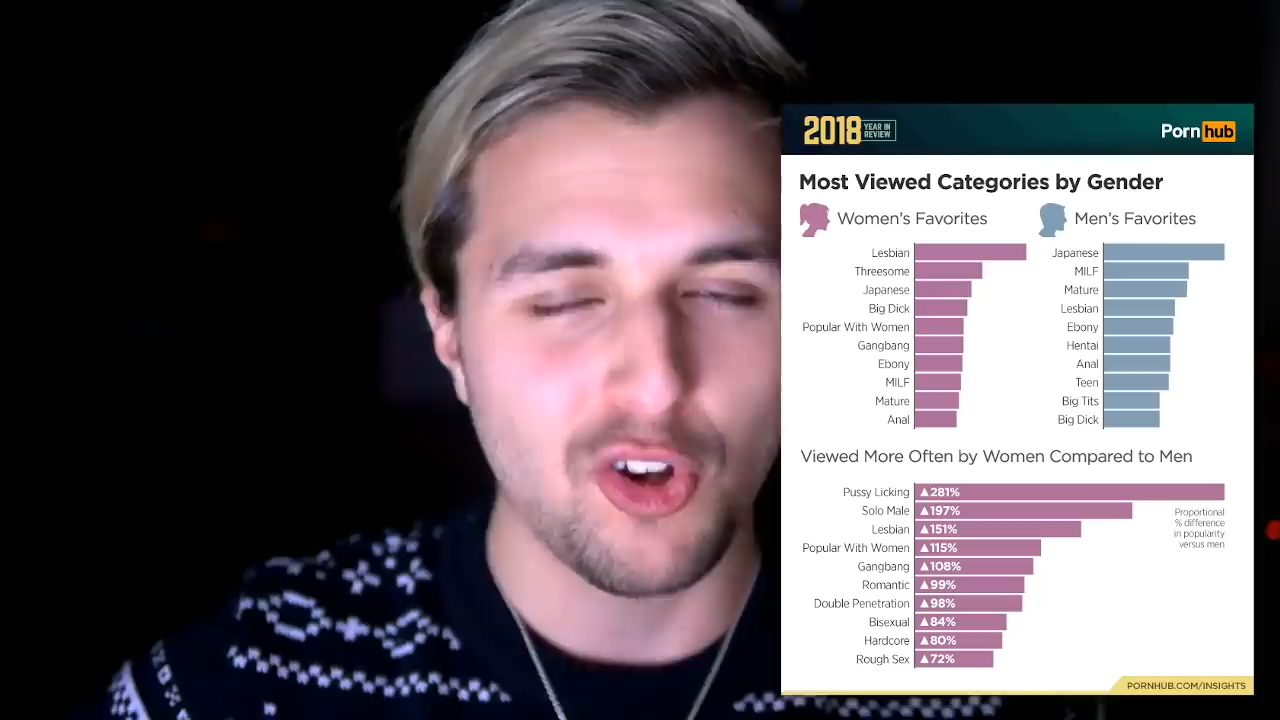 2018 YEAR IN REVIEW
Porn hub
Most Viewed Categories by Gender
Women's Favorites
Lesbian
Threesome
Japanese
Big Dick
Popular With Women
Gangbang
Ebony
MILF
Mature
Anal
Men's Favorites
Japanese
MILF
Mature
Lesbian
Ebony
Hentai
Anal
Teen
Big Tits
Big Dick
Viewed More Often by Women Compared to Men
Pussy Licking ▲281%
Solo Male ▲197%
Lesbian ▲151%
Popular With Women ▲115%
Gangbang ▲108%
Romantic ▲99%
Double Penetration ▲98%
Bisexual ▲84%
Hardcore ▲80%
Rough Sex ▲72%
Proportional
% difference
in popularity
versus men
PORNHUB.COM/INSIGHTS